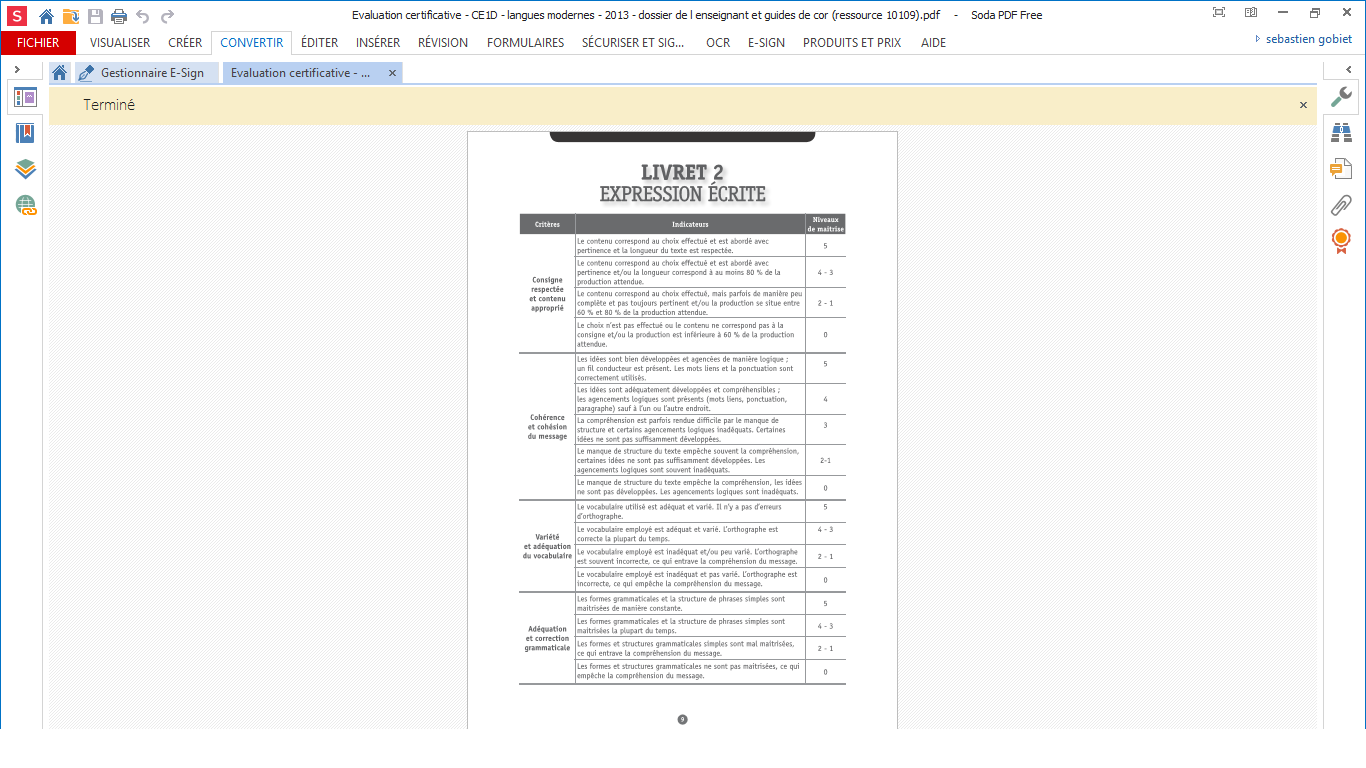 S
Evaluation certificative - CE1D - langues modernes - 2013 - dossier de l enseignant et guides de cor (ressource 10109).pdf - Soda PDF Free
FICHIER VISUALISER CRÉER CONVERTIR ÉDITER INSÉRER RÉVISION FORMULAIRES SÉCURISER ET SIG... OCR E-SIGN PRODUITS ET PRIX AIDE
sebastien gobiet
Gestionnaire E-Sign
Evaluation certificative - ...
Terminé
LIVRET 2
EXPRESSION ÉCRITE
Critères Indicateurs Niveaux
de maitrise
Consigne
respectée
et contenu
approprié
Le contenu correspond au choix effectué et est abordé avec
pertinence et la longueur du texte est respectée.
5
Le contenu correspond au choix effectué et est abordé avec
pertinence et/ou la longueur correspond à au moins 80 % de la
production attendue.
4 - 3
Le contenu correspond au choix effectué, mais parfois de manière peu
complète et pas toujours pertinent et/ou la production se situe entre
60 % et 80 % de la production attendue.
2 - 1
Le choix n'est pas effectué ou le contenu ne correspond pas à la
consigne et/ou la production est inférieure à 60 % de la production
attendue.
0
Cohérence
et cohésion
du message
Les idées sont bien développées et agencées de manière logique ;
un fil conducteur est présent. Les mots liens et la ponctuation sont
correctement utilisés.
5
Les idées sont adéquatement développées et compréhensibles ;
les agencements logiques sont présents (mots liens, ponctuation,
paragraphe) sauf à l'un ou l'autre endroit.
4
La compréhension est parfois rendue difficile par le manque de
structure et certains agencements logiques inadéquats. Certaines
idées ne sont pas suffisamment développées.
3
Le manque de structure du texte empêche souvent la compréhension,
certaines idées ne sont pas suffisamment développées. Les
agencements logiques sont souvent inadéquats.
2-1
Le manque de structure du texte empêche la compréhension, les idées
ne sont pas développées. Les agencements logiques sont inadéquats.
0
Variété
et adéquation
du vocabulaire
Le vocabulaire utilisé est adéquat et varié. Il n'y a pas d'erreurs
d'orthographe.
5
Le vocabulaire employé est adéquat et varié. L'orthographe est
correcte la plupart du temps.
4 - 3
Le vocabulaire employé est inadéquat et/ou peu varié. L'orthographe
est souvent incorrecte, ce qui entrave la compréhension du message.
2 - 1
Le vocabulaire employé est inadéquat et pas varié. L'orthographe est
incorrecte, ce qui empêche la compréhension du message.
0
Adéquation
et correction
grammaticale
Les formes grammaticales et la structure de phrases simples sont
maitrisées de manière constante.
5
Les formes grammaticales et la structure de phrases simples sont
maitrisées la plupart du temps.
4 - 3
Les formes et structures grammaticales simples sont mal maitrisées,
ce qui entrave la compréhension du message.
2 - 1
Les formes et structures grammaticales ne sont pas maitrisées, ce qui
empêche la compréhension du message.
0
9